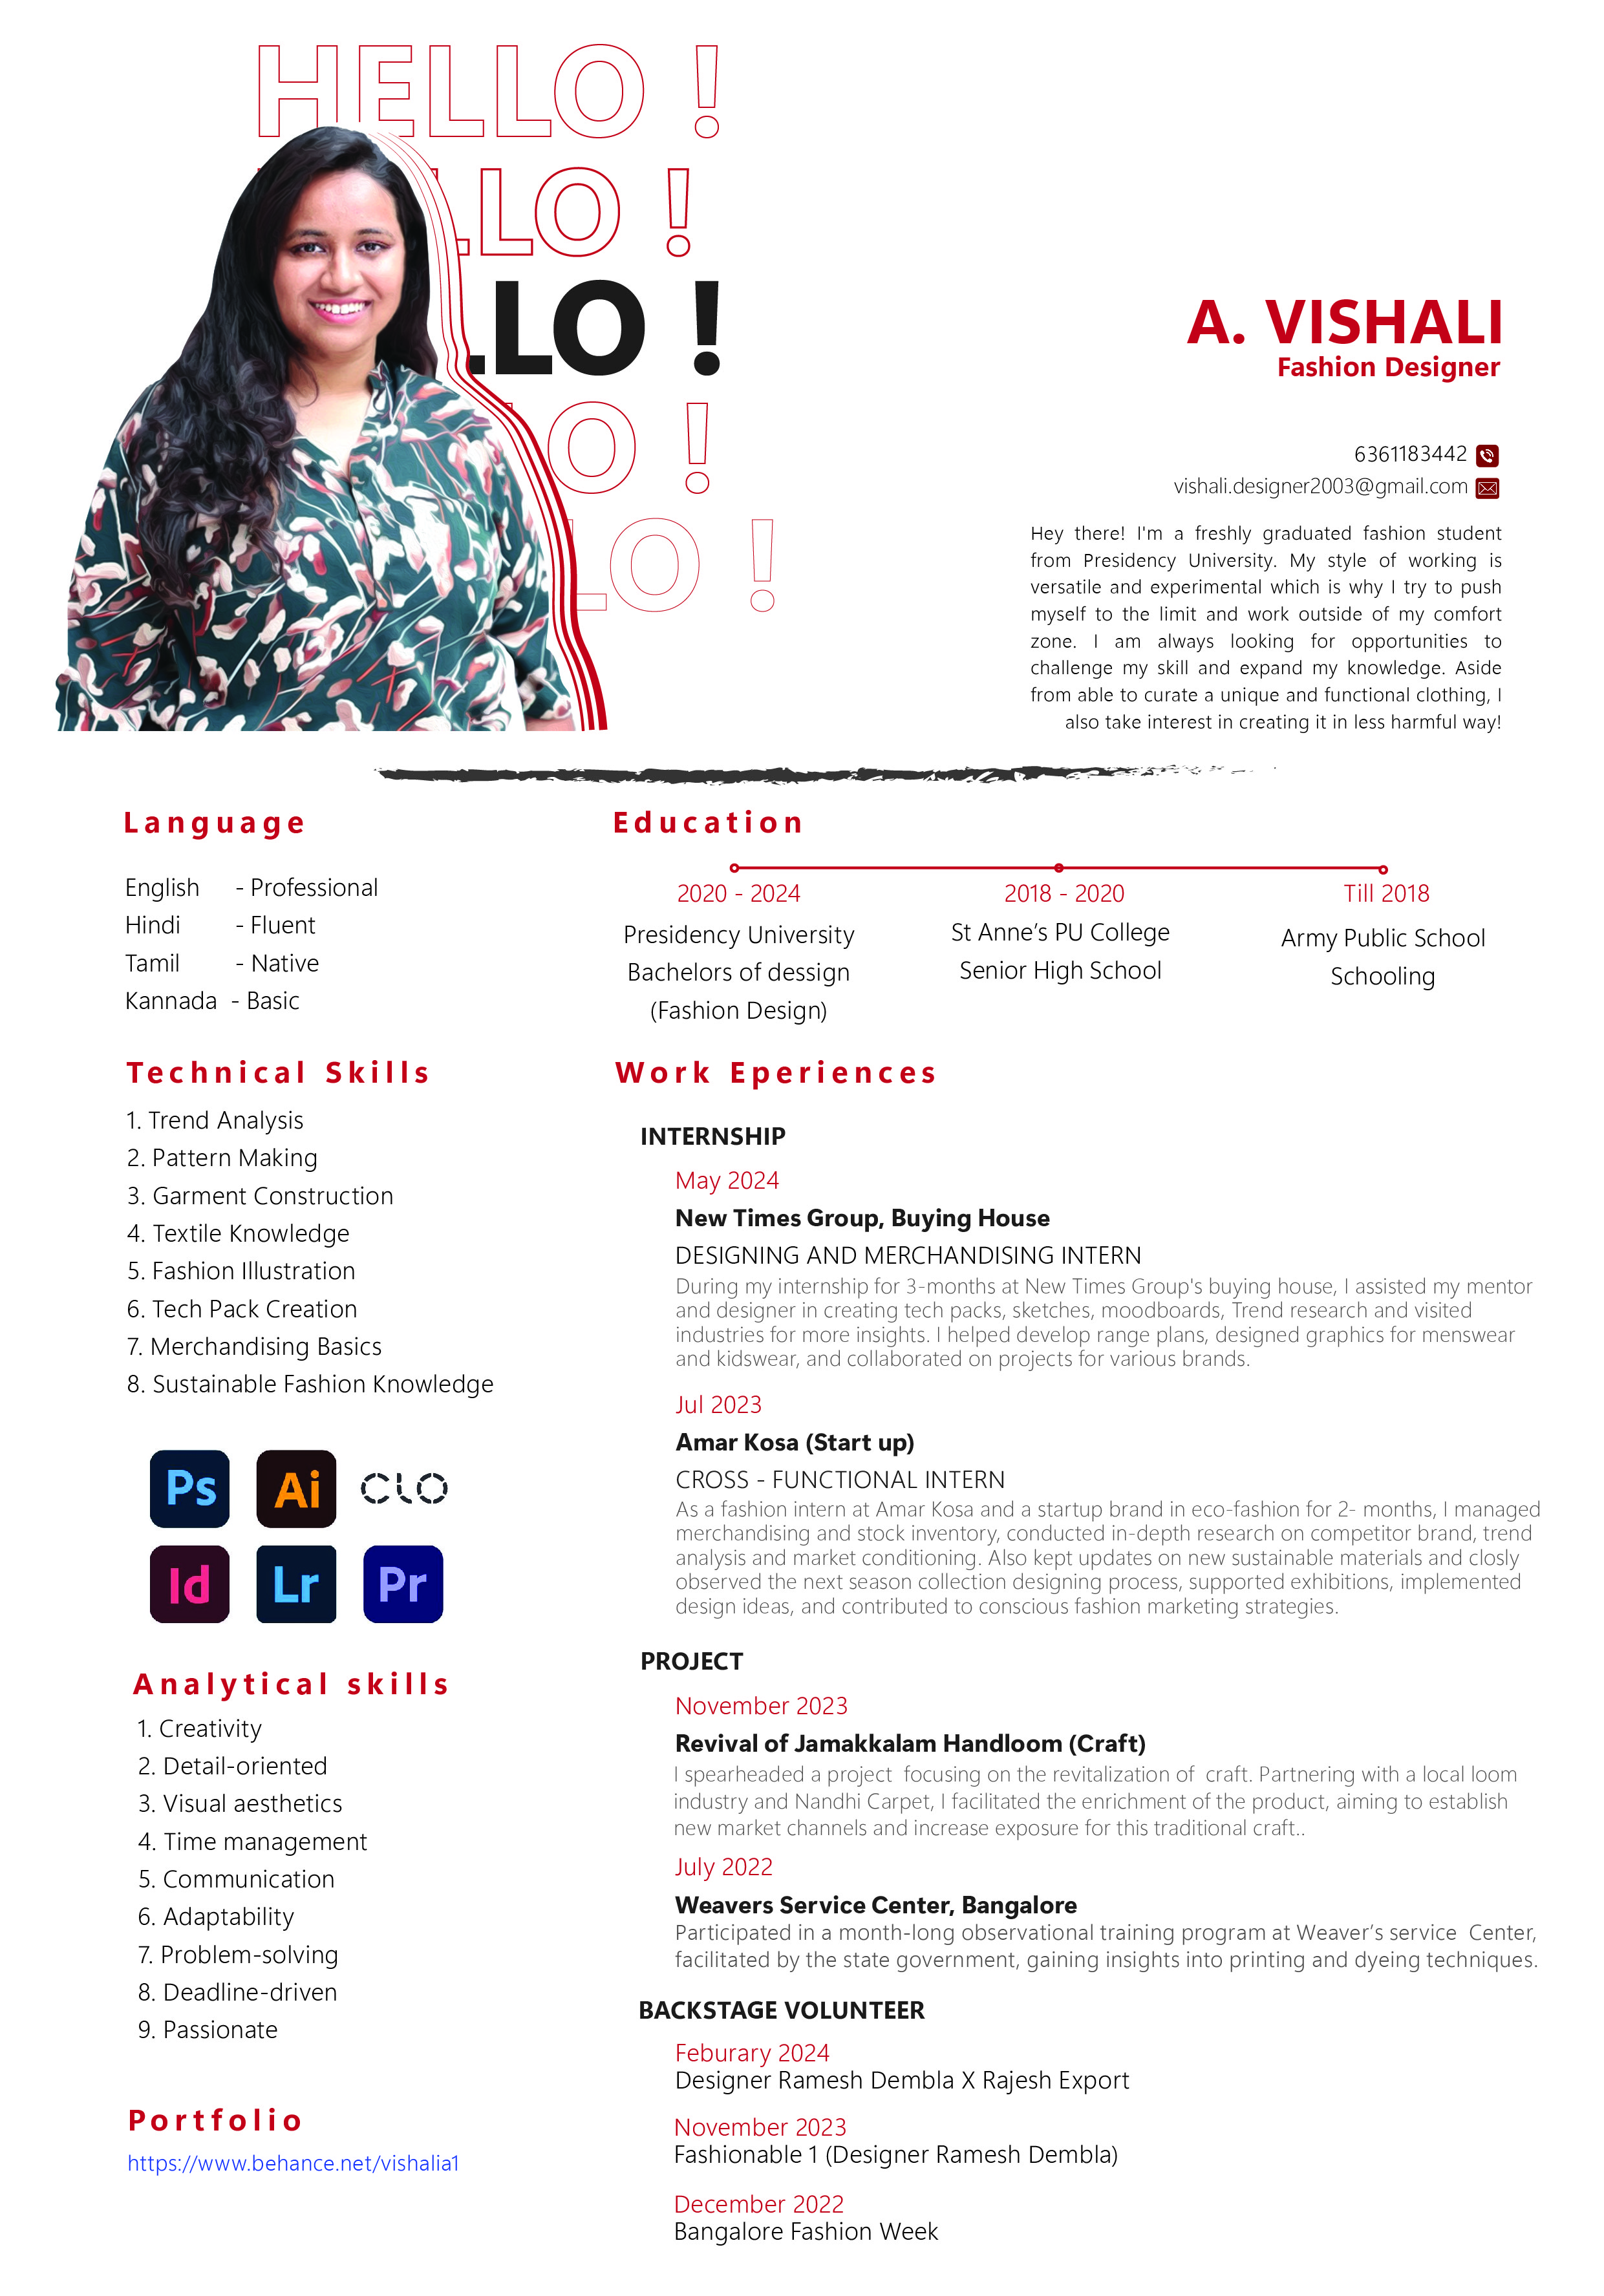 HELLO !
LLO !
LLO !
O !
LO !
A. VISHALI
Fashion Designer
6361183442
vishali.designer2003@gmail.com
Hey there! I'm a freshly graduated fashion student
from Presidency University. My style of working is
versatile and experimental which is why I try to push
myself to the limit and work outside of my comfort
zone. I am always looking for opportunities to
challenge my skill and expand my knowledge. Aside
from able to curate a unique and functional clothing, I
also take interest in creating it in less harmful way!
Language
English - Professional
Hindi - Fluent
Tamil - Native
Kannada - Basic
Education
2020 - 2024
Presidency University
Bachelors of dessign
(Fashion Design)
2018 - 2020
St Anne’s PU College
Senior High School
Till 2018
Army Public School
Schooling
Technical Skills
1. Trend Analysis
2. Pattern Making
3. Garment Construction
4. Textile Knowledge
5. Fashion Illustration
6. Tech Pack Creation
7. Merchandising Basics
8. Sustainable Fashion Knowledge
Ps Ai CLO
Id Lr Pr
Analytical skills
1. Creativity
2. Detail-oriented
3. Visual aesthetics
4. Time management
5. Communication
6. Adaptability
7. Problem-solving
8. Deadline-driven
9. Passionate
Portfolio
https://www.behance.net/vishalia1
Work Eperiences
INTERNSHIP
May 2024
New Times Group, Buying House
DESIGNING AND MERCHANDISING INTERN
During my internship for 3-months at New Times Group's buying house, I assisted my mentor
and designer in creating tech packs, sketches, moodboards, Trend research and visited
industries for more insights. I helped develop range plans, designed graphics for menswear
and kidswear, and collaborated on projects for various brands.
Jul 2023
Amar Kosa (Start up)
CROSS - FUNCTIONAL INTERN
As a fashion intern at Amar Kosa and a startup brand in eco-fashion for 2- months, I managed
merchandising and stock inventory, conducted in-depth research on competitor brand, trend
analysis and market conditioning. Also kept updates on new sustainable materials and closly
observed the next season collection designing process, supported exhibitions, implemented
design ideas, and contributed to conscious fashion marketing strategies.
PROJECT
November 2023
Revival of Jamakkalam Handloom (Craft)
I spearheaded a project focusing on the revitalization of craft. Partnering with a local loom
industry and Nandhi Carpet, I facilitated the enrichment of the product, aiming to establish
new market channels and increase exposure for this traditional craft..
July 2022
Weavers Service Center, Bangalore
Participated in a month-long observational training program at Weaver’s service Center,
facilitated by the state government, gaining insights into printing and dyeing techniques.
BACKSTAGE VOLUNTEER
Feburary 2024
Designer Ramesh Dembla X Rajesh Export
November 2023
Fashionable 1 (Designer Ramesh Dembla)
December 2022
Bangalore Fashion Week